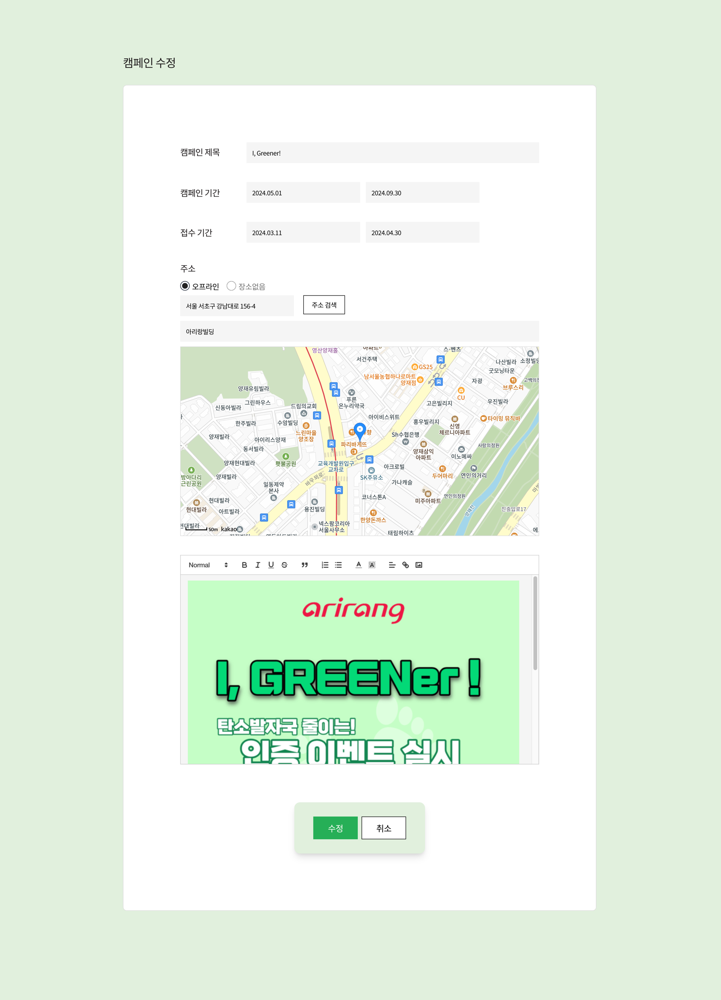 캠페인 수정
캠페인 제목
I, Greener!
캠페인 기간
2024.05.01
2024.09.30
접수 기간
2024.03.11
2024.04.30
주소
오프라인
장소없음
서울 서초구 강남대로 156-4
주소 검색
아리랑빌딩
영산양재홀
서건주택
GS25
남서울농협하나로마트
양재점
나산빌라
소정빌딩
굿모닝타운
자광
브루스리
양재유림빌라
CU
푸른
온누리약국
고은빌리지
우진빌라
그린하우스
신동아빌라
드림의교회
아이비스위트
타이밍 뮤직바
한주빌라
수암빌딩
홍우빌리지
신영
체르니아파트
느린마을
양조장
Sh수협은행
양재빌라
아이리스양재
파리바게뜨
사랑의정원
동서빌라
양재삼익
아파트
이노메싸
횃불공원
양재현대빌라
교육개발원입구
교차로
아크로빌
두어마리
연인의거리
방아다리
근린공원
양재빌라
바우뫼로
SK주유소
가나캐슬
일동제약
본사
코너스톤A
미주아파트
연인의정원
현대빌라
현대빌라
아트빌라
용진빌딩
한양돈까스
양재천
진출입로17
넥스팜코리아
서울사무소
태림하이츠
현대빌라
50m
kakao
Normal
arirang
I, GREENer !
탄소발자국 줄이는!
인증 이벤트 실시
수정
취소